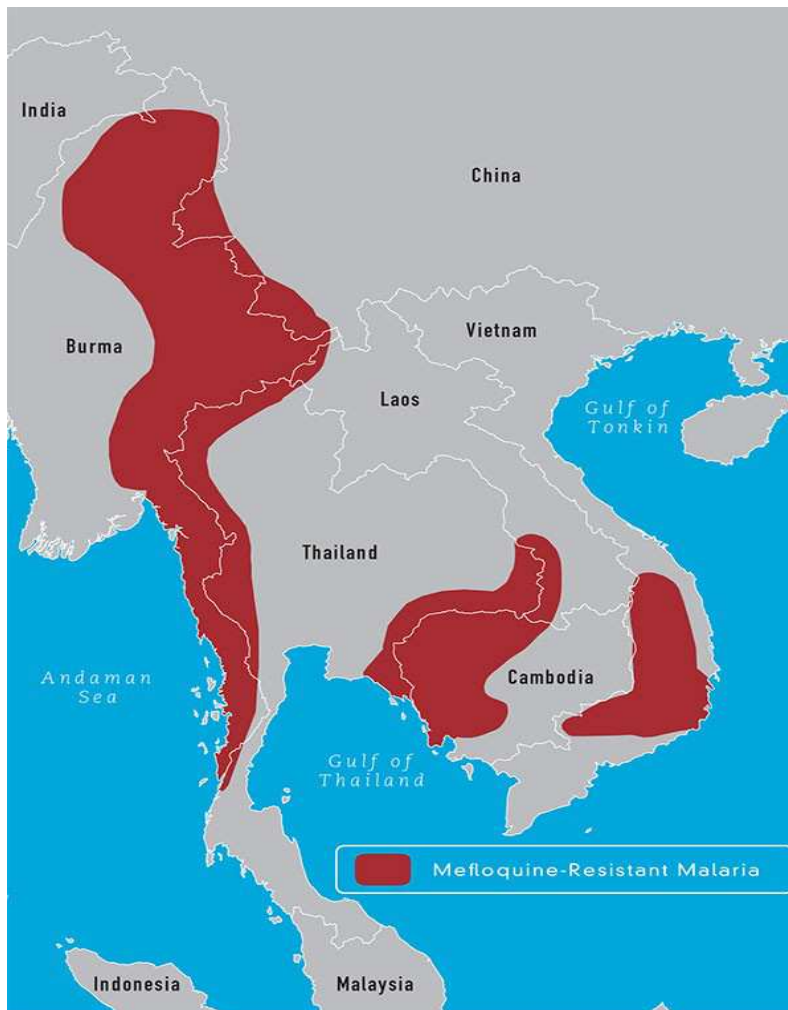 India
China
Burma
Vietnam
Laos
Gulf of
Tonkin
Thailand
Andaman
Sea
Cambodia
Gulf of
Thailand
Mefloquine-Resistant Malaria
Indonesia
Malaysia